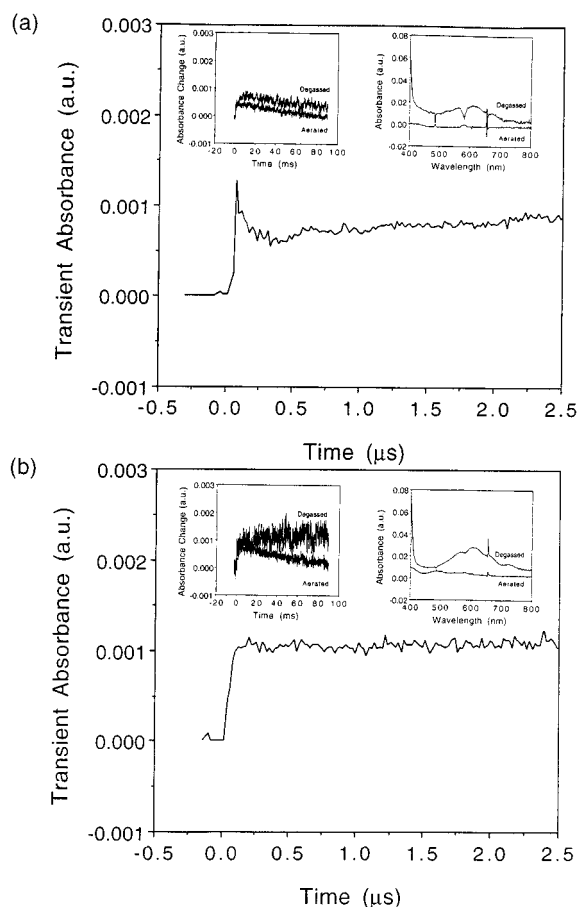 (a)
Transient Absorbance (a.u.)
0.003
0.002
0.001
0.000
-0.001
-0.5 0.0 0.5 1.0 1.5 2.0 2.5
Time (μs)
Absorbance Change (a.u.)
0.003
0.002
0.001
0.000
-0.001
Degassed
Aerated
-20 0 20 40 60 80 100
Time (ms)
Absorbance (a.u.)
0.08
0.06
0.04
0.02
0.00
-0.02
Degassed
Aerated
400 500 600 700 800
Wavelength (nm)
(b)
Transient Absorbance (a.u.)
0.003
0.002
0.001
0.000
-0.001
-0.5 0.0 0.5 1.0 1.5 2.0 2.5
Time (μs)
Absorbance Change (a.u.)
0.003
0.002
0.001
0.000
-0.001
Degassed
Aerated
-20 0 20 40 60 80 100
Time (ms)
Absorbance (a.u.)
0.08
0.06
0.04
0.02
0.00
-0.02
Degassed
Aerated
400 500 600 700 800
Wavelength (nm)